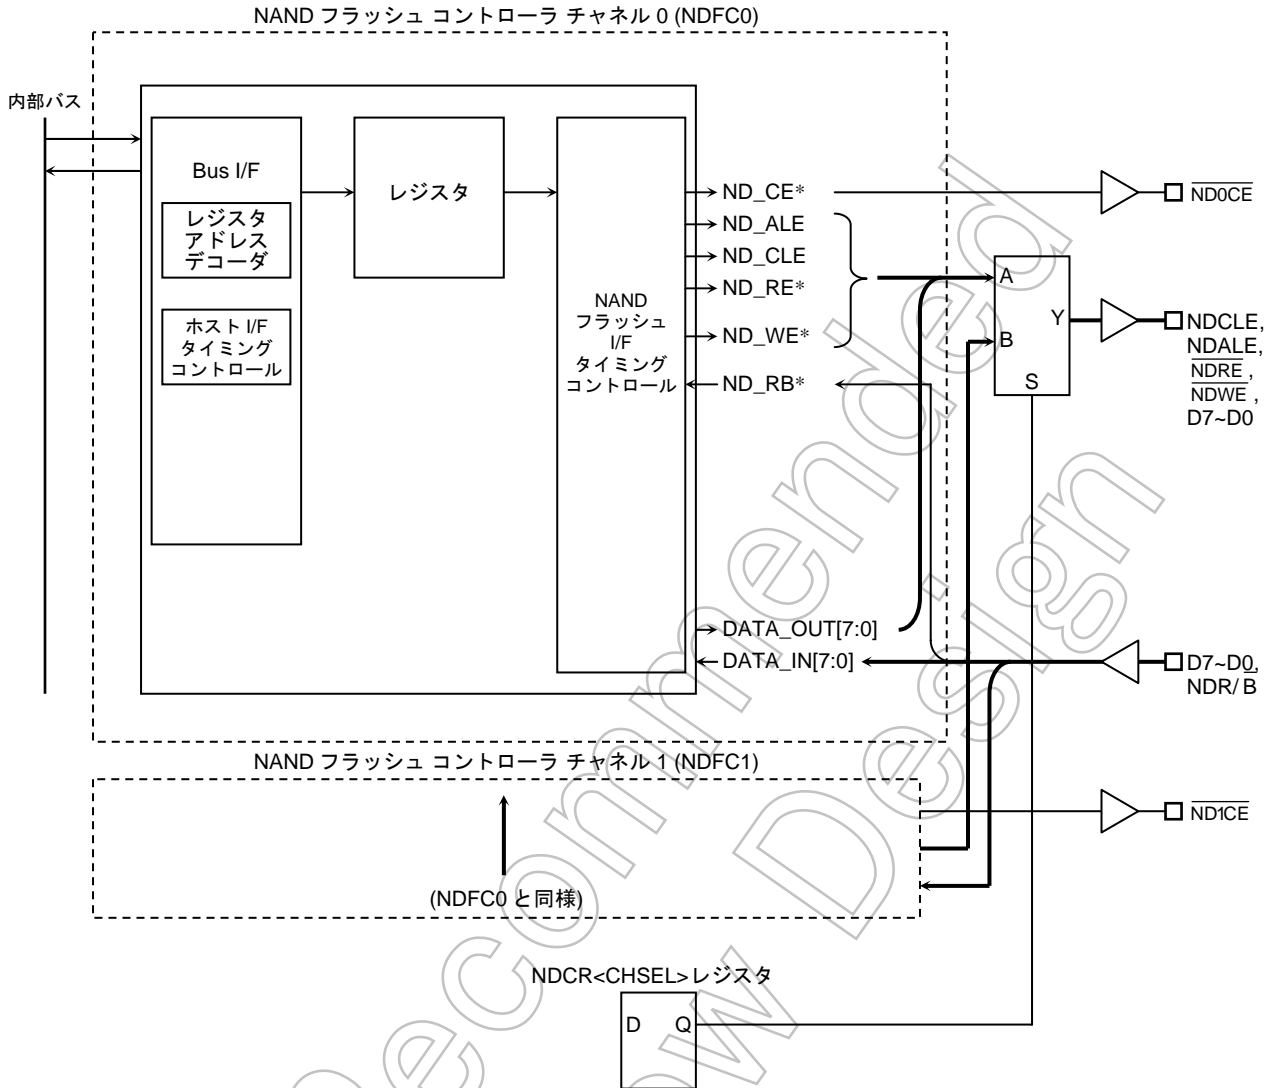 NAND フラッシュ コントローラ チャネル 0 (NDFC0)
内部バス
Bus I/F
レジスタ
アドレス
デコーダ
ホスト I/F
タイミング
コントロール
レジスタ
NAND
フラッシュ
I/F
タイミング
コントロール
ND_CE*
ND_ALE
ND_CLE
ND_RE*
ND_WE*
ND_RB*
DATA_OUT[7:0]
DATA_IN[7:0]
ND0CE
A
B
Y
S
NDCLE,
NDALE,
NDRE ,
NDWE ,
D7~D0
D7~D0,
NDR/ B
NAND フラッシュ コントローラ チャネル 1 (NDFC1)
(NDFC0 と同様)
ND1CE
NDCR<CHSEL>レジスタ
D Q
Recommended
ow Design